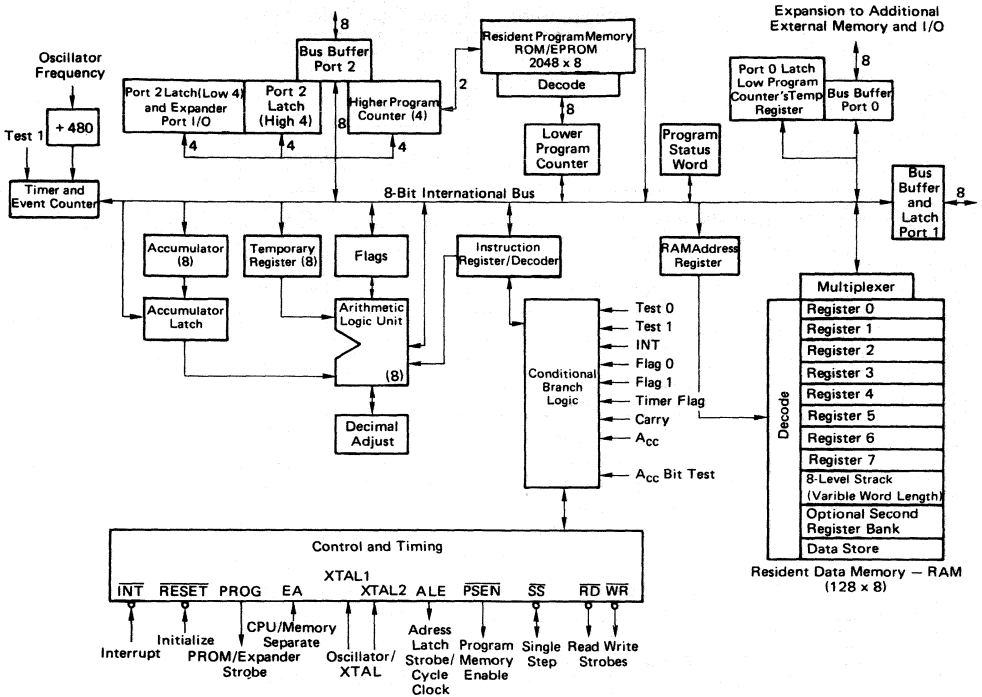 Expansion to Additional
External Memory and I/O
8
8
Bus Buffer
Port 2
Resident Program Memory
ROM/EPROM
2048 x 8
Decode
2
Oscillator
Frequency
Port 2 Latch(Low 4)
and Expander
Port I/O
Port 2
Latch
(High 4)
Higher Program
Counter (4)
Port 0 Latch
Low Program
Counter'sTemp
Register
Bus Buffer
Port 0
8
8
Test 1
+ 480
4
4
4
Lower
Program
Counter
Program
Status
Word
Timer and
Event Counter
8-Bit International Bus
Bus
Buffer
and
Latch
Port 1
8
Accumulator
(8)
Temporary
Register (8)
Flags
Instruction
Register/Decoder
RAMAddress
Register
Multiplexer
Accumulator
Latch
Arithmetic
Logic Unit
(8)
Decimal
Adjust
Conditional
Branch
Logic
Test 0
Test 1
INT
Flag 0
Flag 1
Timer Flag
Carry
ACC
ACC Bit Test
Decode
Register 0
Register 1
Register 2
Register 3
Register 4
Register 5
Register 6
Register 7
8-Level Strack
(Varible Word Length)
Optional Second
Register Bank
Data Store
Resident Data Memory — RAM
(128 x 8)
Control and Timing
XTAL1
INT RESET PROG EA XTAL2 ALE PSEN SS RD WR
Interrupt
Initialize
PROM/Expander
Strobe
CPU/Memory
Separate
Oscillator/
XTAL
Adress
Latch
Strobe/
Cycle
Clock
Program
Memory
Enable
Single
Step
Read Write
Strobes